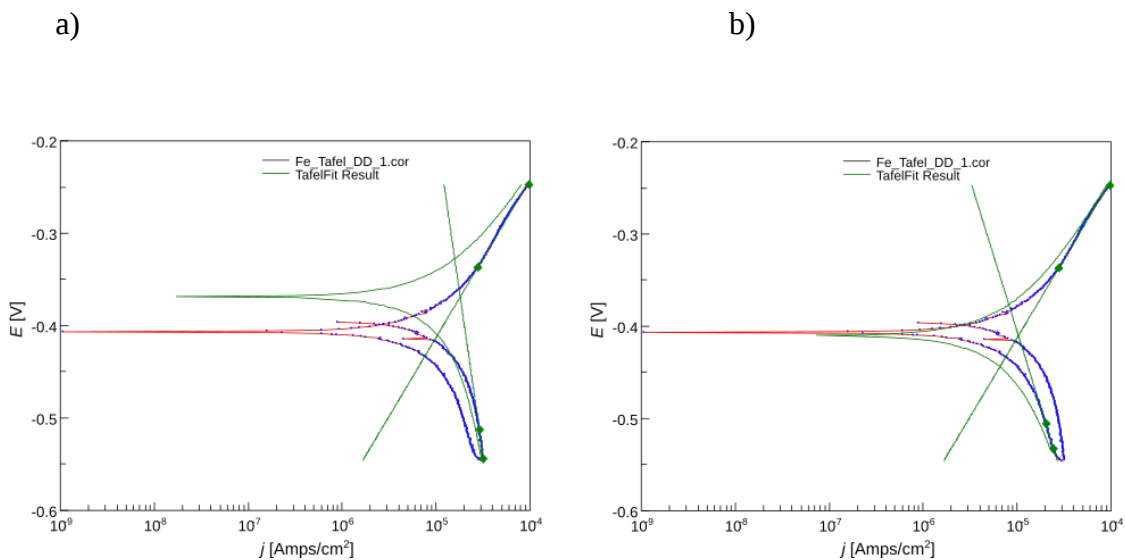 a)
b)
-0.2
Fe_Tafel_DD_1.cor
TafelFit Result
-0.3
-0.4
-0.5
-0.6
E [V]
10⁹ 10⁸ 10⁷ 10⁶ 10⁵ 10⁴
j [Amps/cm²]
-0.2
Fe_Tafel_DD_1.cor
TafelFit Result
-0.3
-0.4
-0.5
-0.6
E [V]
10⁹ 10⁸ 10⁷ 10⁶ 10⁵ 10⁴
j [Amps/cm²]